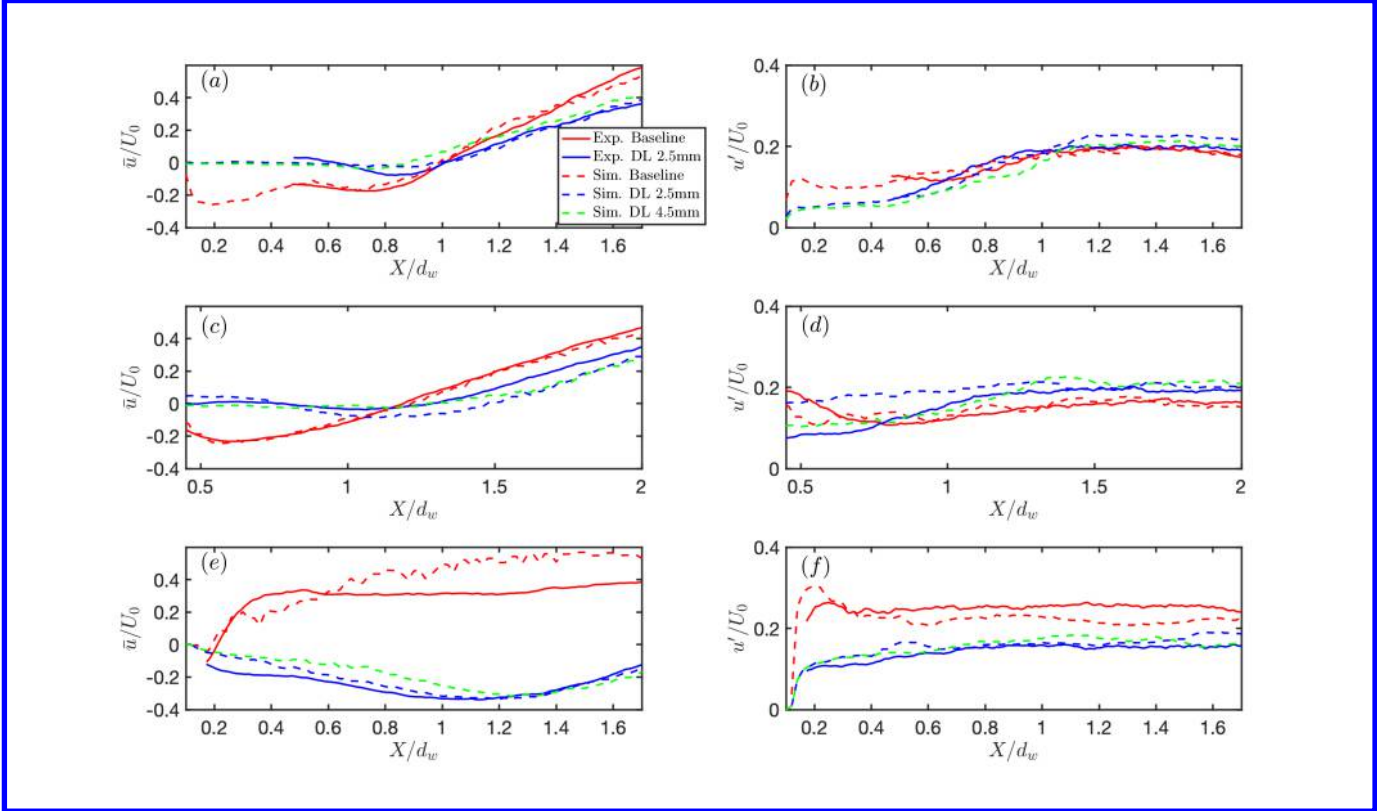 (a)
0.4
0.2
0
-0.2
-0.4
ū/U₀
0.2 0.4 0.6 0.8 1 1.2 1.4 1.6
X/d_w
Exp. Baseline
Exp. DL 2.5mm
Sim. Baseline
Sim. DL 2.5mm
Sim. DL 4.5mm
(b)
0.4
0.2
0
u′/U₀
0.2 0.4 0.6 0.8 1 1.2 1.4 1.6
X/d_w
(c)
0.4
0.2
0
-0.2
-0.4
ū/U₀
0.5 1 1.5 2
X/d_w
(d)
0.4
0.2
0
u′/U₀
0.5 1 1.5 2
X/d_w
(e)
0.4
0.2
0
-0.2
-0.4
ū/U₀
0.2 0.4 0.6 0.8 1 1.2 1.4 1.6
X/d_w
(f)
0.4
0.2
0
u′/U₀
0.2 0.4 0.6 0.8 1 1.2 1.4 1.6
X/d_w